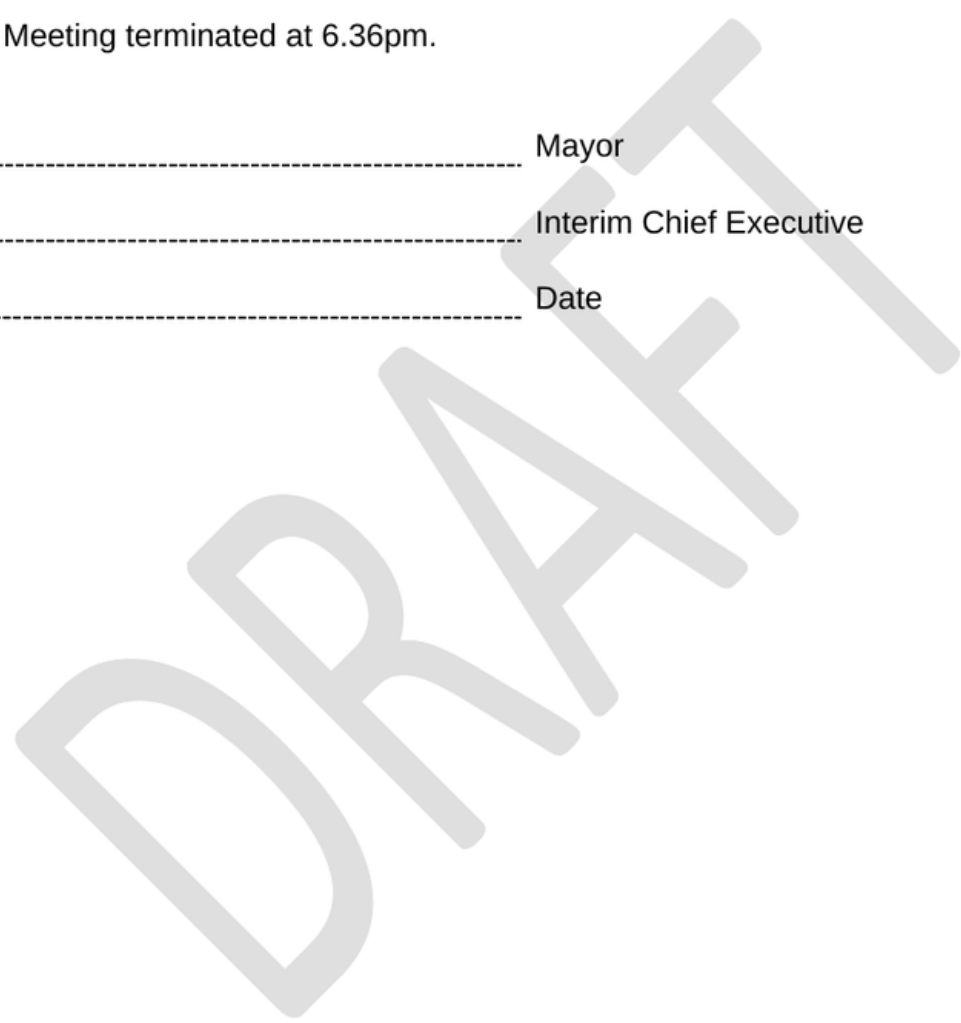 Meeting terminated at 6.36pm.
Mayor
Interim Chief Executive
Date
DRAFT